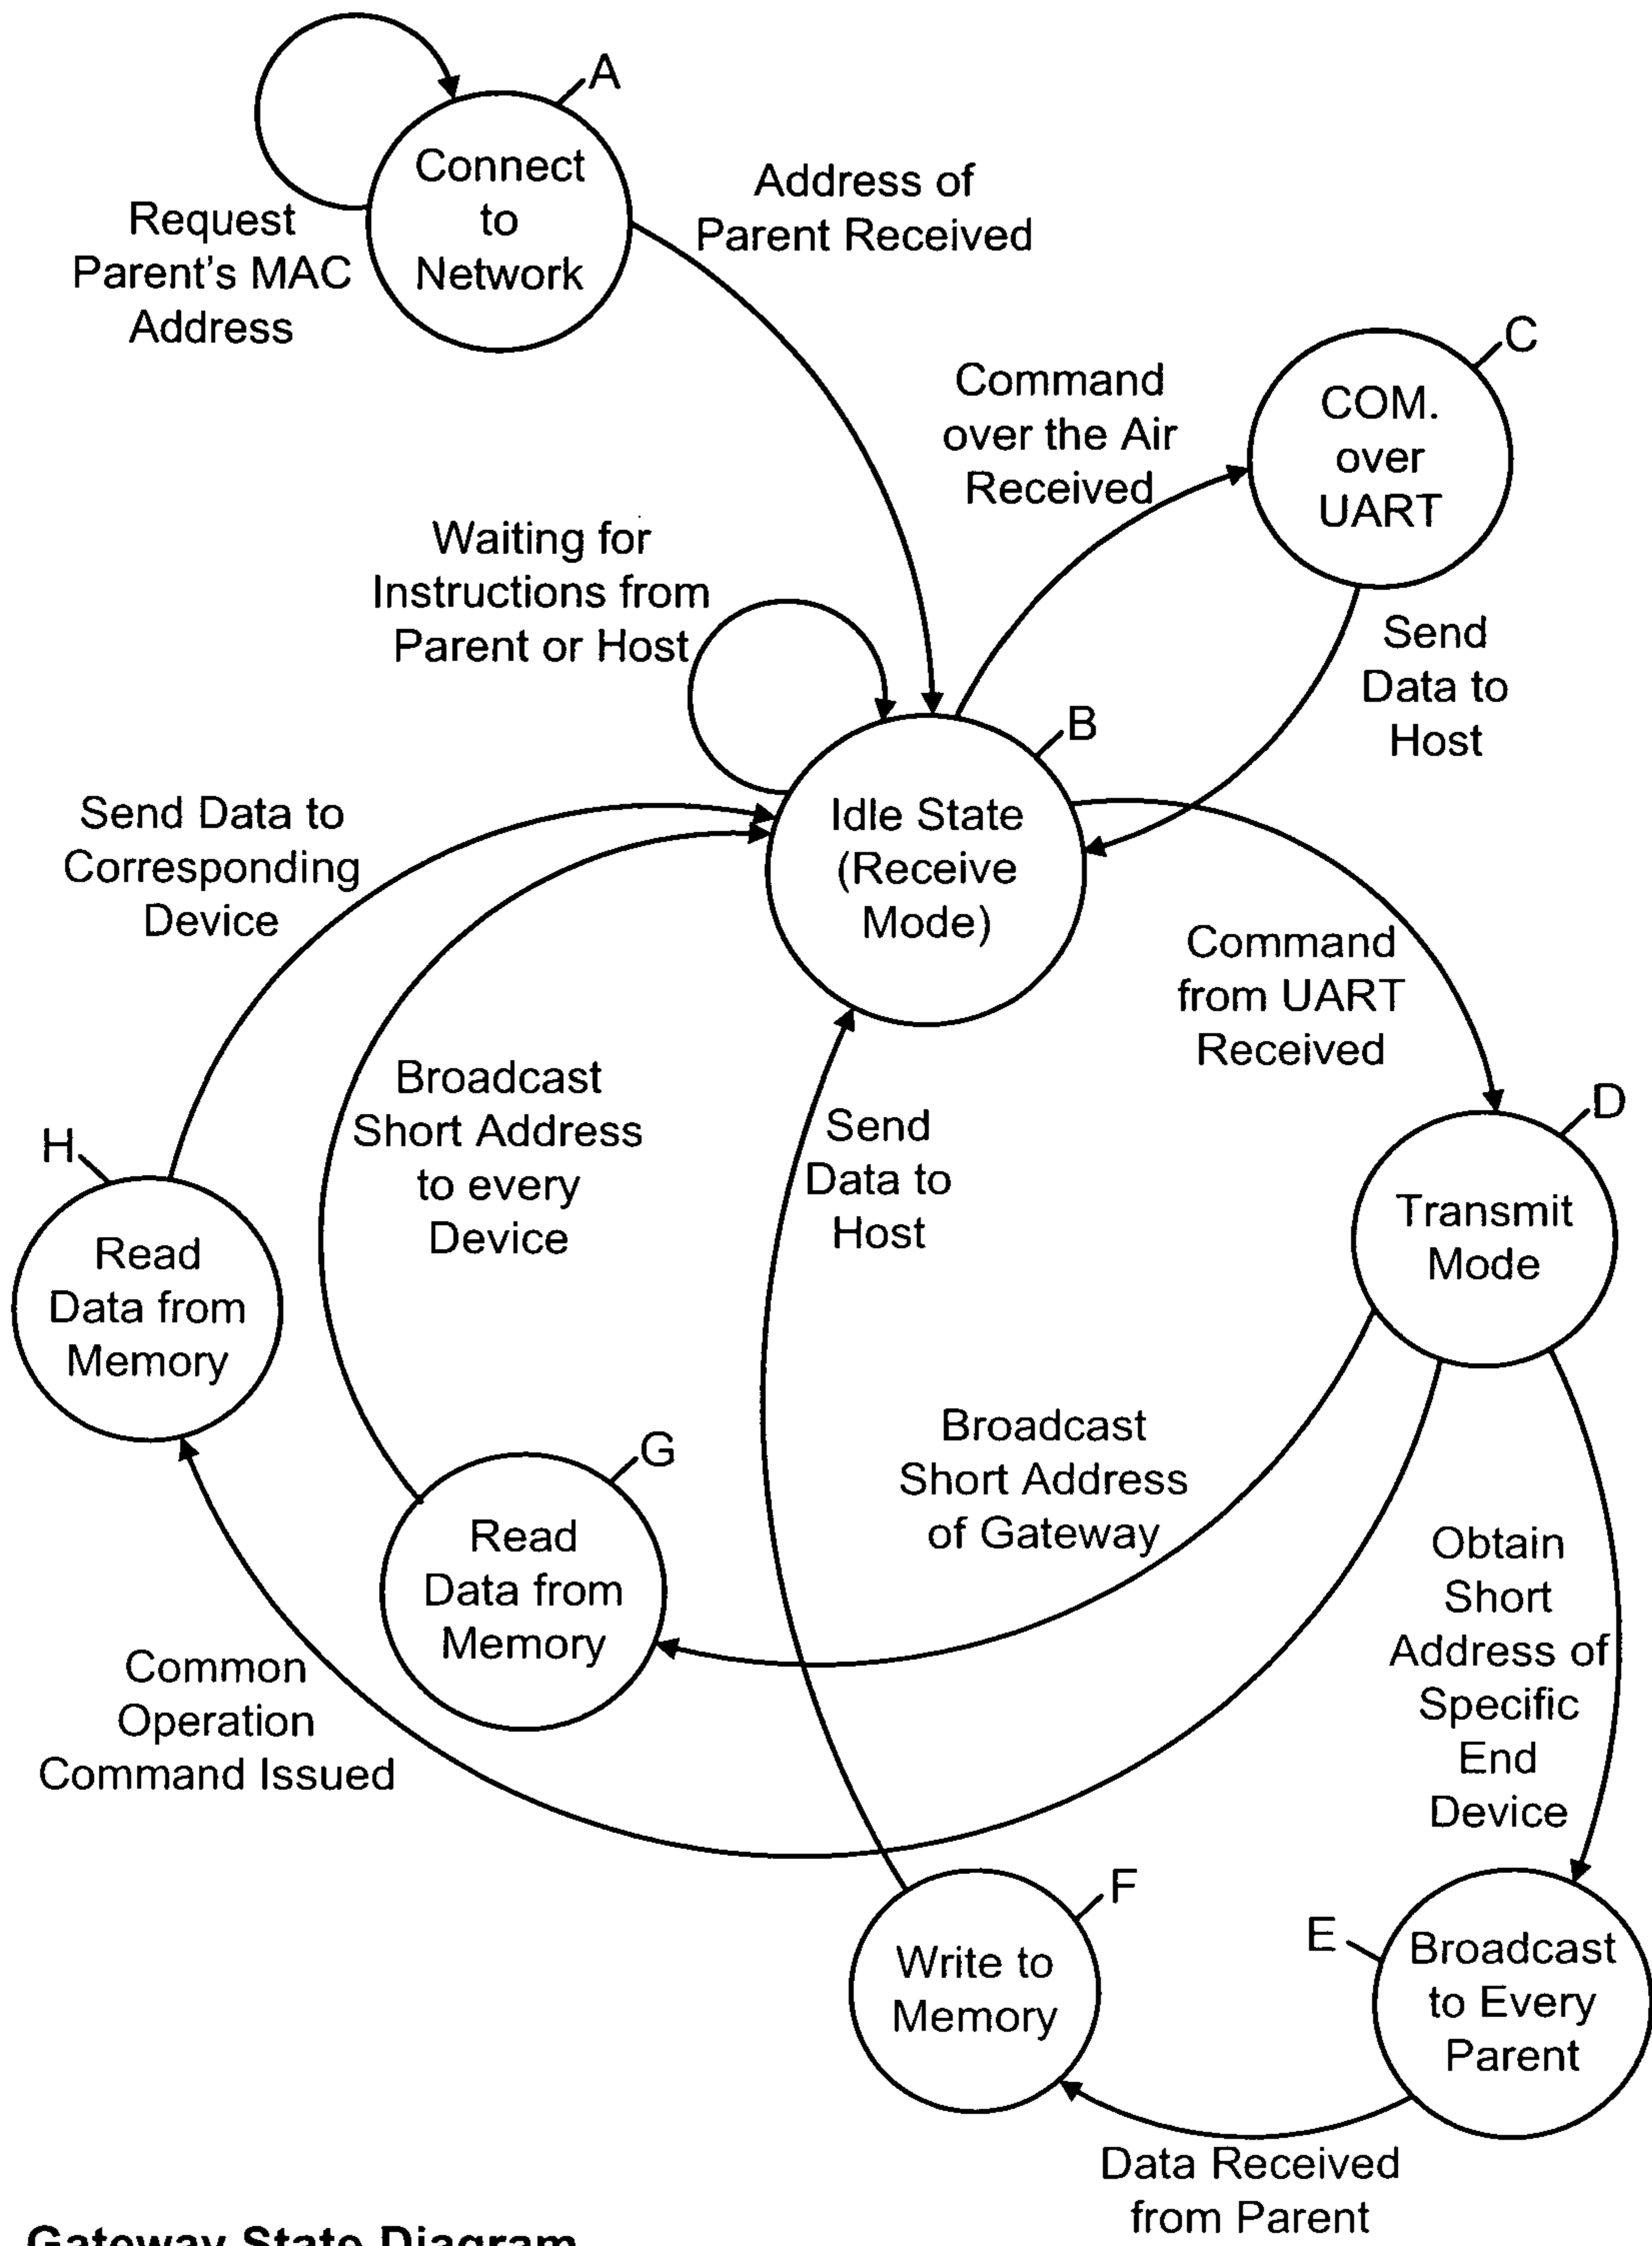 A
Connect
to
Network
Request
Parent's MAC
Address
Address of
Parent Received
C
COM.
over
UART
Command
over the Air
Received
Waiting for
Instructions from
Parent or Host
Send
Data to
Host
B
Idle State
(Receive
Mode)
Send Data to
Corresponding
Device
Command
from UART
Received
Broadcast
Short Address
to every
Device
Send
Data to
Host
D
Transmit
Mode
H
Read
Data from
Memory
Broadcast
Short Address
of Gateway
G
Read
Data from
Memory
Obtain
Short
Address of
Specific
End
Device
Common
Operation
Command Issued
F
Write to
Memory
E
Broadcast
to Every
Parent
Data Received
from Parent
Gateway State Diagram